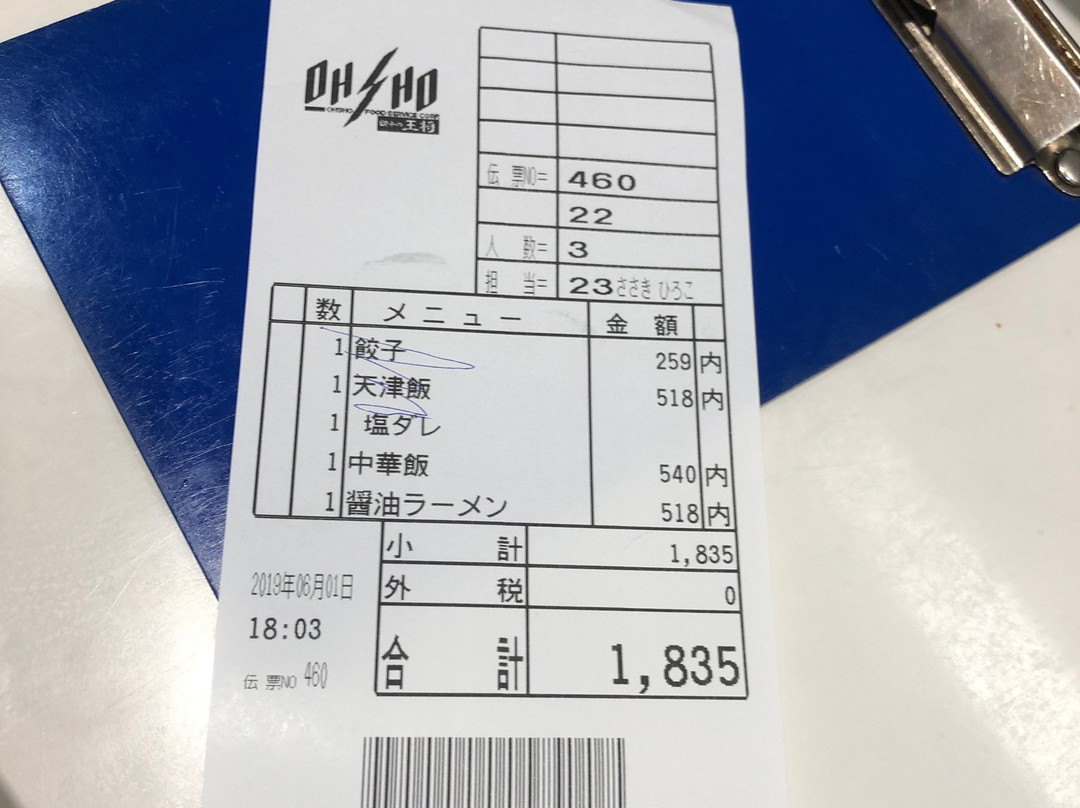 OHSHO
OHSHO FOOD SERVICE CORP.
餃子の王将
伝票NO= 460
22
人数= 3
担当= 23ささき ひろこ
数 メニュー 金額
1 餃子 259 内
1 天津飯 518 内
1 塩ダレ
1 中華飯 540 内
1 醤油ラーメン 518 内
小計 1,835
外税 0
合計 1,835
2019年06月01日
18:03
伝票NO 460